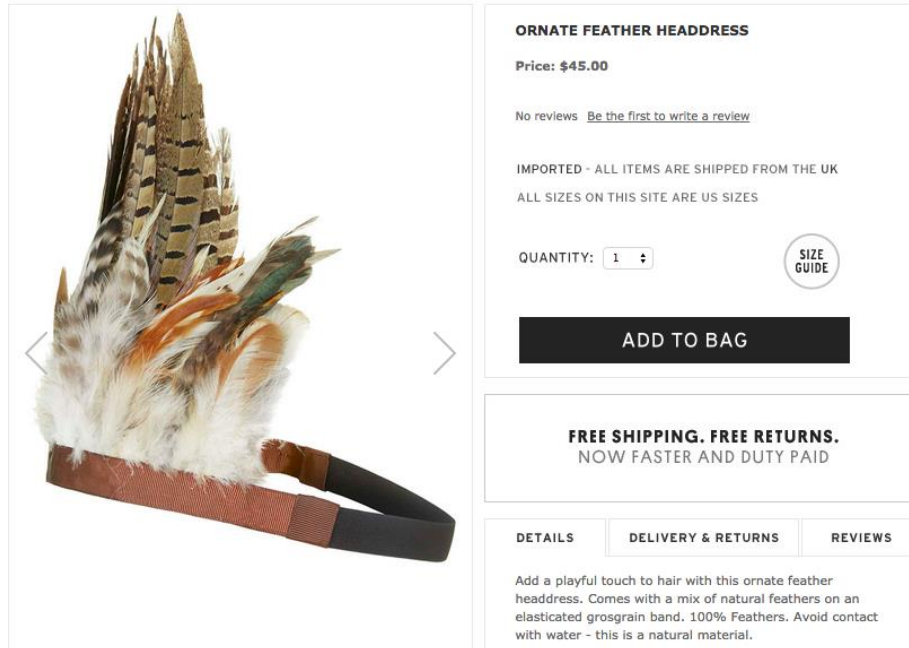 ORNATE FEATHER HEADDRESS
Price: $45.00
No reviews Be the first to write a review
IMPORTED - ALL ITEMS ARE SHIPPED FROM THE UK
ALL SIZES ON THIS SITE ARE US SIZES
QUANTITY: 1
SIZE
GUIDE
ADD TO BAG
FREE SHIPPING. FREE RETURNS.
NOW FASTER AND DUTY PAID
DETAILS
DELIVERY & RETURNS
REVIEWS
Add a playful touch to hair with this ornate feather
headdress. Comes with a mix of natural feathers on an
elasticated grosgrain band. 100% Feathers. Avoid contact
with water - this is a natural material.